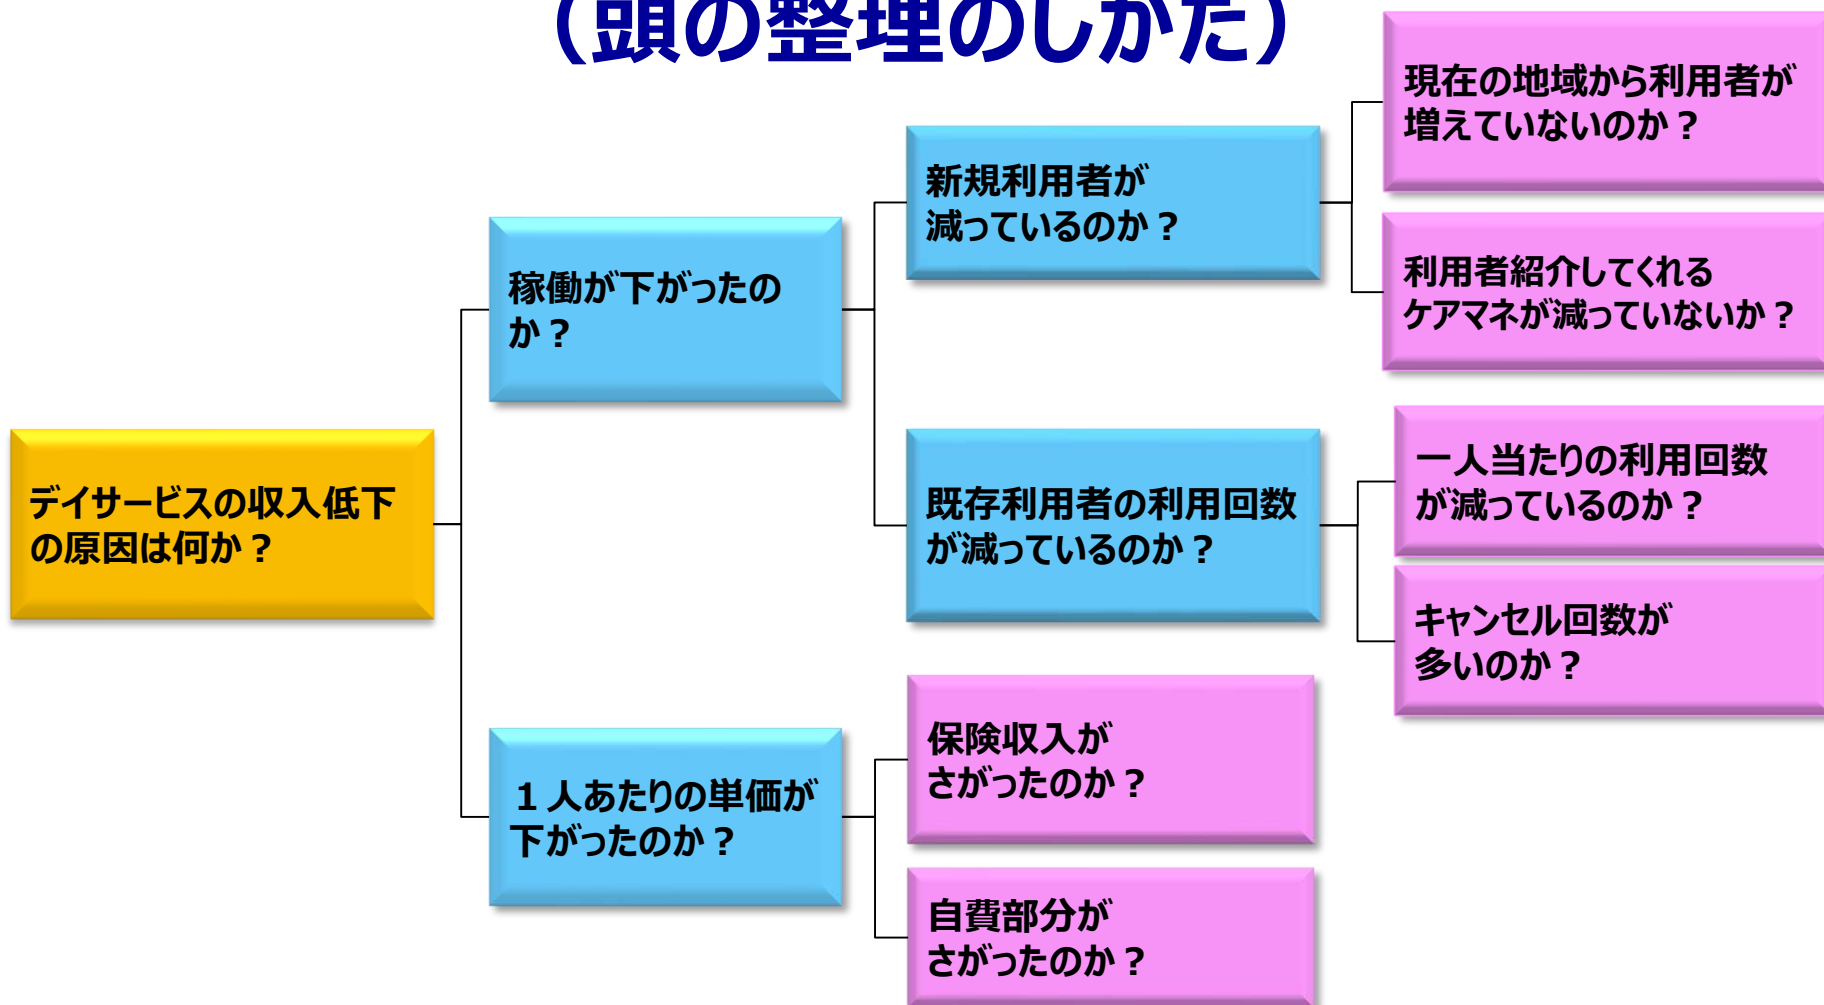 （頭の整理のしかた）
デイサービスの収入低下
の原因は何か？
稼働が下がったの
か？
１人あたりの単価が
下がったのか？
新規利用者が
減っているのか？
既存利用者の利用回数
が減っているのか？
保険収入が
さがったのか？
自費部分が
さがったのか？
現在の地域から利用者が
増えていないのか？
利用者紹介してくれる
ケアマネが減っていないか？
一人当たりの利用回数
が減っているのか？
キャンセル回数が
多いのか？